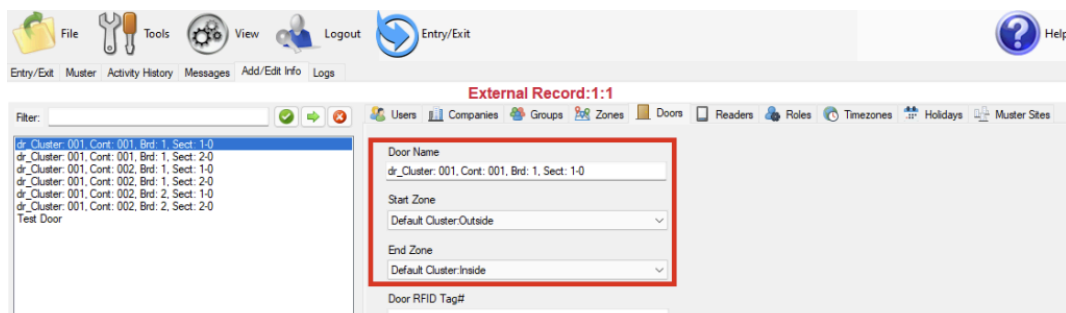 File Tools View Logout Entry/Exit Help
Entry/Exit Muster Activity History Messages Add/Edit Info Logs
External Record:1:1
Filter:
Users Companies Groups Zones Doors Readers Roles Timezones Holidays Muster Sites
dr_Cluster: 001, Cont: 001, Brd: 1, Sect: 1-0
dr_Cluster: 001, Cont: 001, Brd: 1, Sect: 2-0
dr_Cluster: 001, Cont: 002, Brd: 1, Sect: 1-0
dr_Cluster: 001, Cont: 002, Brd: 1, Sect: 2-0
dr_Cluster: 001, Cont: 002, Brd: 2, Sect: 1-0
dr_Cluster: 001, Cont: 002, Brd: 2, Sect: 2-0
Test Door
Door Name
dr_Cluster: 001, Cont: 001, Brd: 1, Sect: 1-0
Start Zone
Default Cluster:Outside
End Zone
Default Cluster:Inside
Door RFID Tag#